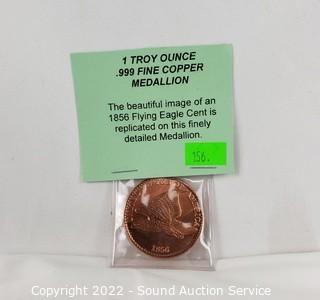 1 TROY OUNCE
.999 FINE COPPER
MEDALLION
The beautiful image of an
1856 Flying Eagle Cent is
replicated on this finely
detailed Medallion.
156.
1856
Copyright 2022 - Sound Auction Service